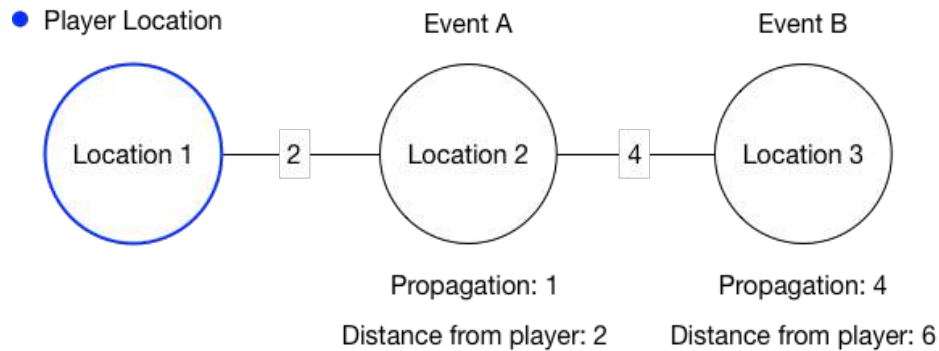 Player Location
Event A
Event B
Location 1
2
Location 2
4
Location 3
Propagation: 1
Propagation: 4
Distance from player: 2
Distance from player: 6